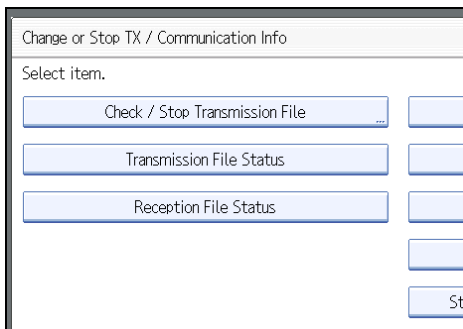 Change or Stop TX / Communication Info
Select item.
Check / Stop Transmission File
Transmission File Status
Reception File Status